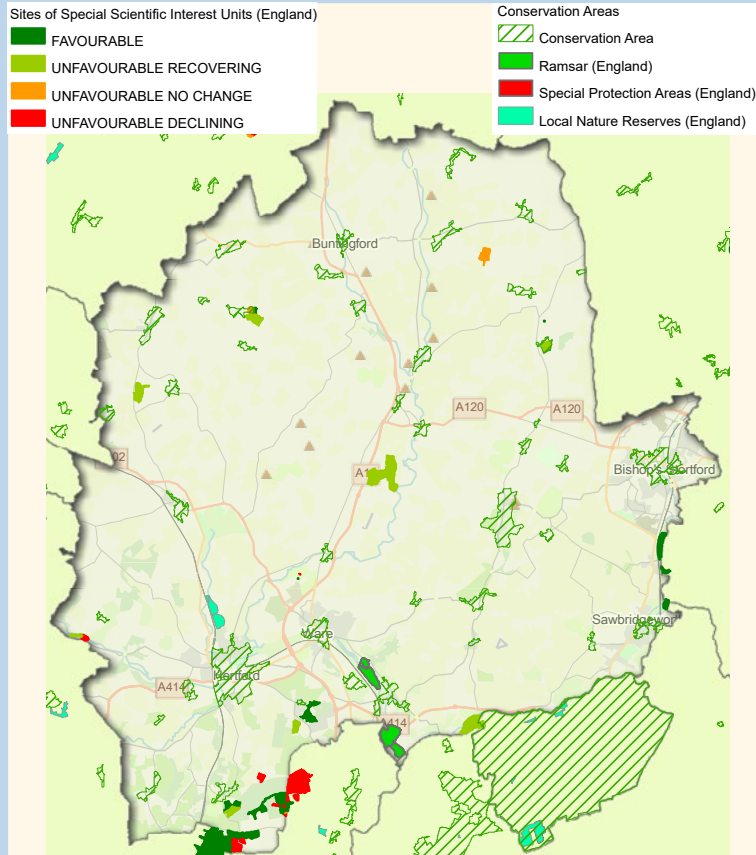 Sites of Special Scientific Interest Units (England)
FAVOURABLE
UNFAVOURABLE RECOVERING
UNFAVOURABLE NO CHANGE
UNFAVOURABLE DECLINING
Conservation Areas
Conservation Area
Ramsar (England)
Special Protection Areas (England)
Local Nature Reserves (England)
Buntingford
A120
A120
Bishop's Stortford
Ware
Hertford
A414
A414